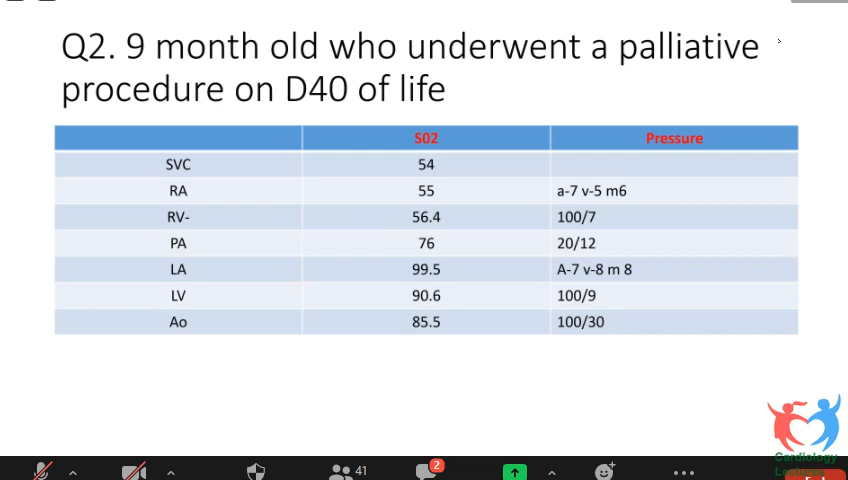 Q2. 9 month old who underwent a palliative
procedure on D40 of life
S02 Pressure
SVC 54
RA 55 a-7 v-5 m6
RV- 56.4 100/7
PA 76 20/12
LA 99.5 A-7 v-8 m 8
LV 90.6 100/9
Ao 85.5 100/30
Cardiology
Lectures
2
41